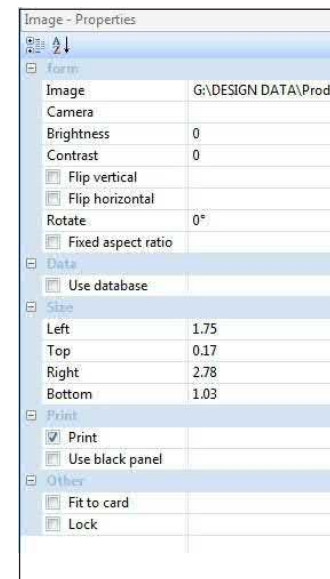 Image - Properties
form
Image G:\DESIGN DATA\Prod
Camera
Brightness 0
Contrast 0
Flip vertical
Flip horizontal
Rotate 0°
Fixed aspect ratio
Data
Use database
Size
Left 1.75
Top 0.17
Right 2.78
Bottom 1.03
Print
Print
Use black panel
Other
Fit to card
Lock